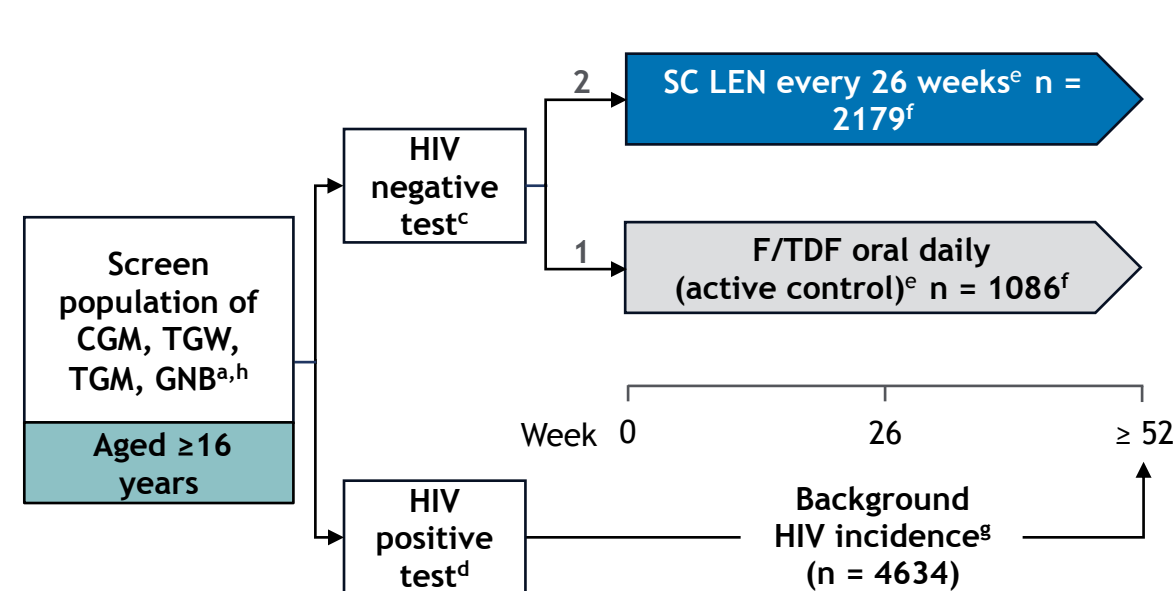 Screen
population of
CGM, TGW,
TGM, GNBa,h
Aged ≥16
years
HIV
negative
testc
HIV
positive
testd
2
SC LEN every 26 weekse n =
2179f
1
F/TDF oral daily
(active control)e n = 1086f
Week 0 26 ≥ 52
Background
HIV incidenceg
(n = 4634)